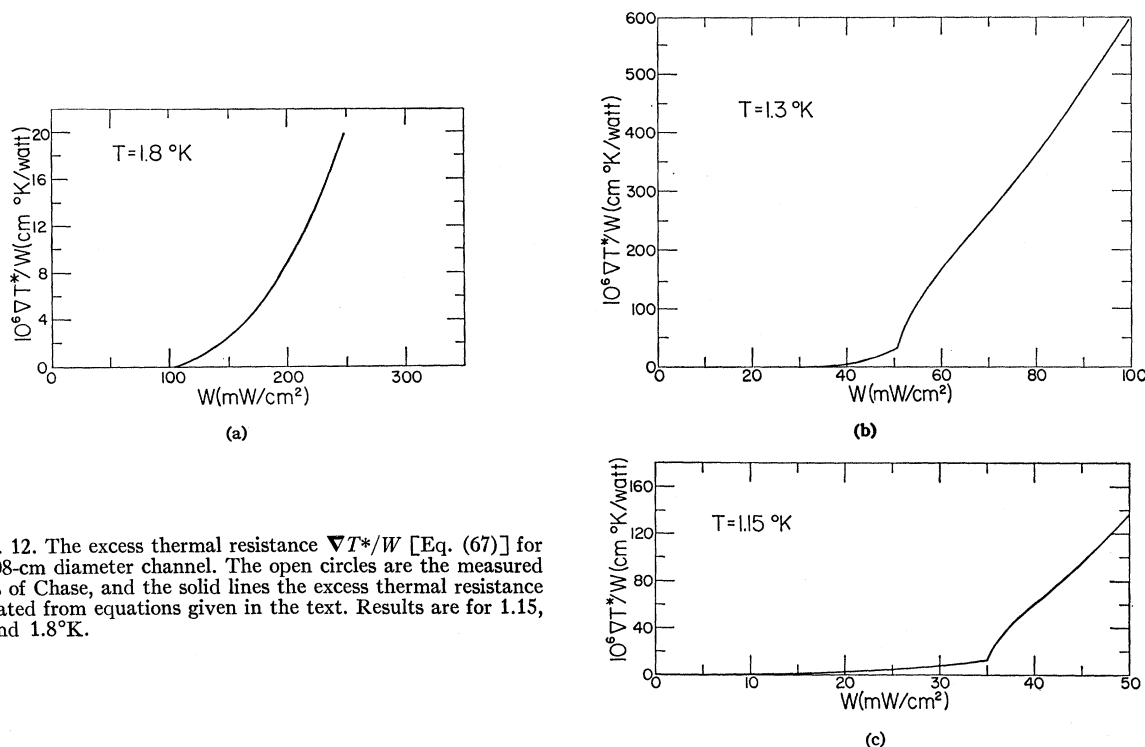 20
16
12
8
4
0
10⁶ ∇T*/W(cm °K/watt)
T=1.8 °K
0 100 200 300
W(mW/cm²)
(a)
600
500
400
300
200
100
0
10⁶ ∇T*/W(cm °K/watt)
T=1.3 °K
0 20 40 60 80 100
W(mW/cm²)
(b)
. 12. The excess thermal resistance ∇T*/W [Eq. (67)] for
8-cm diameter channel. The open circles are the measured
of Chase, and the solid lines the excess thermal resistance
ated from equations given in the text. Results are for 1.15,
nd 1.8°K.
160
120
80
40
0
10⁶ ∇T*/W(cm °K/watt)
T=1.15 °K
0 10 20 30 40 50
W(mW/cm²)
(c)